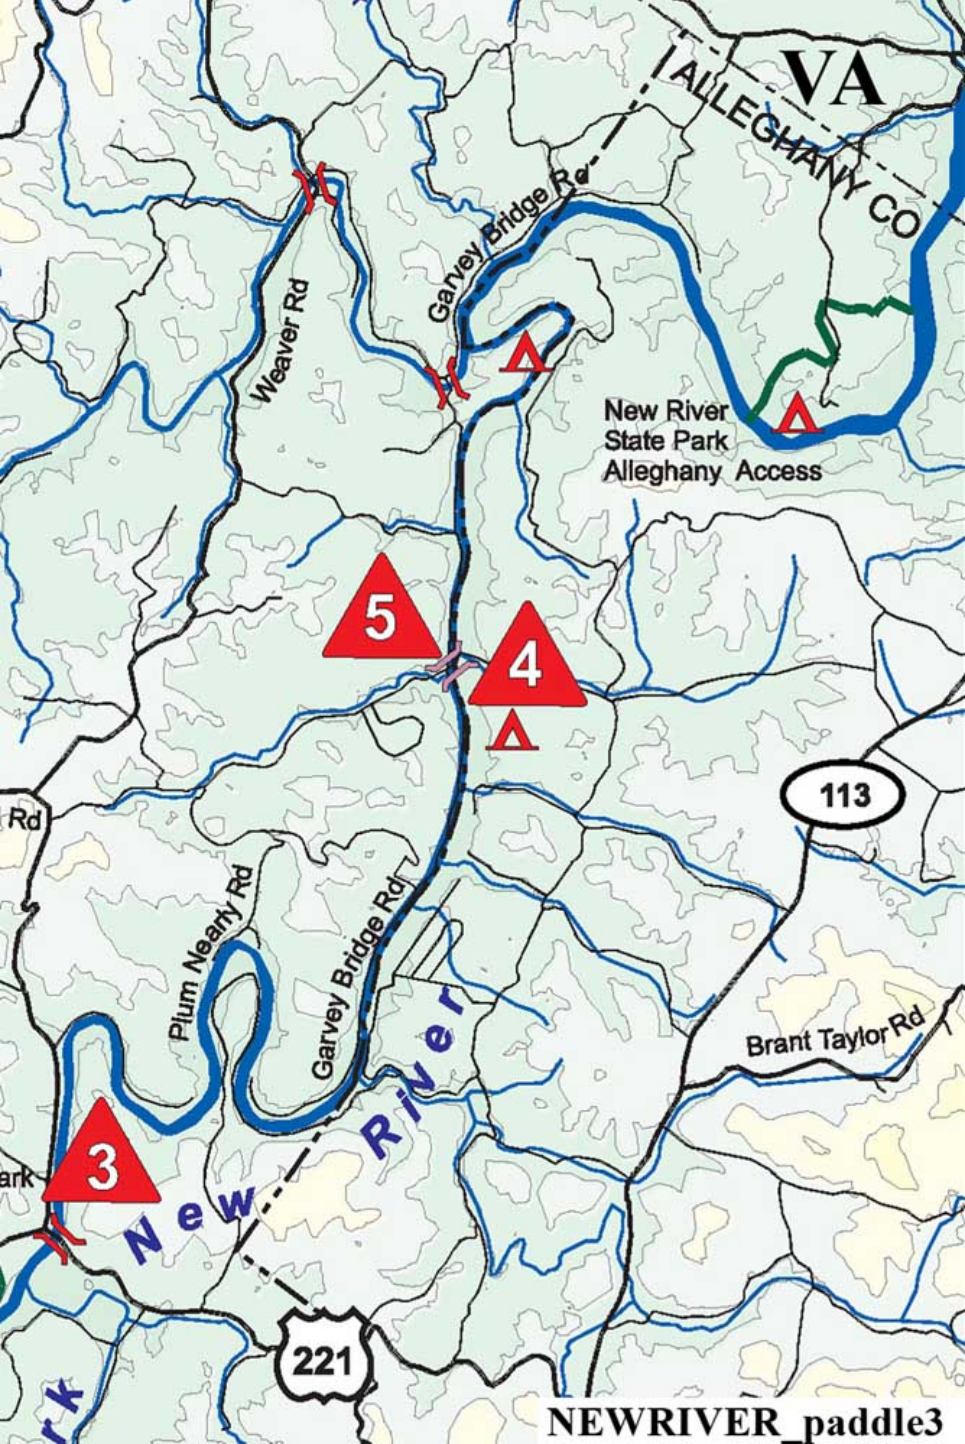 VA
ALLEGHANY CO
Garvey Bridge Rd
Weaver Rd
New River
State Park
Alleghany Access
5
4
113
Rd
Plum Nearly Rd
Garvey Bridge Rd
Brant Taylor Rd
3
ark
New River
221
rk
NEWRIVER_paddle3